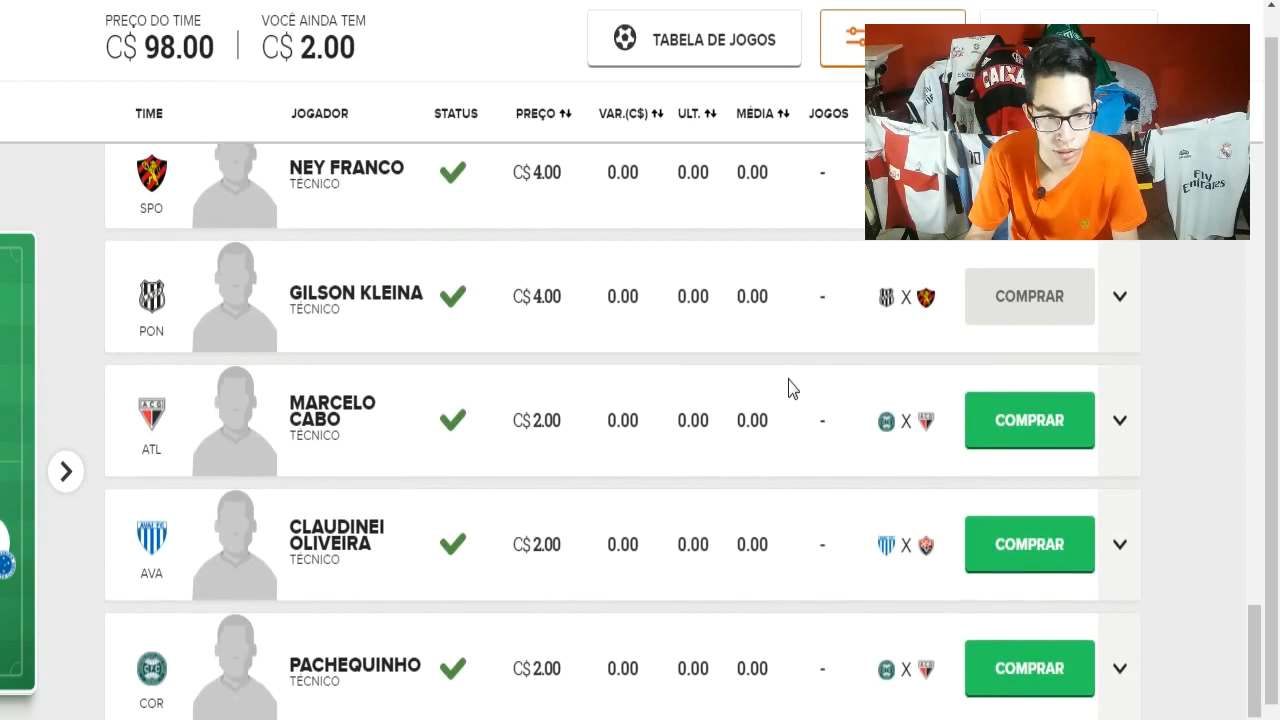 PREÇO DO TIME
C$ 98.00
VOCÊ AINDA TEM
C$ 2.00
TABELA DE JOGOS
TIME JOGADOR STATUS PREÇO VAR.(C$) ULT. MÉDIA JOGOS
SPO
NEY FRANCO
TÉCNICO
C$ 4.00 0.00 0.00 0.00 -
PON
GILSON KLEINA
TÉCNICO
C$ 4.00 0.00 0.00 0.00 - X COMPRAR
ATL
MARCELO
CABO
TÉCNICO
C$ 2.00 0.00 0.00 0.00 - X COMPRAR
AVA
CLAUDINEI
OLIVEIRA
TÉCNICO
C$ 2.00 0.00 0.00 0.00 - X COMPRAR
COR
PACHEQUINHO
TÉCNICO
C$ 2.00 0.00 0.00 0.00 - X COMPRAR
CAIXA
Fly
Emirates